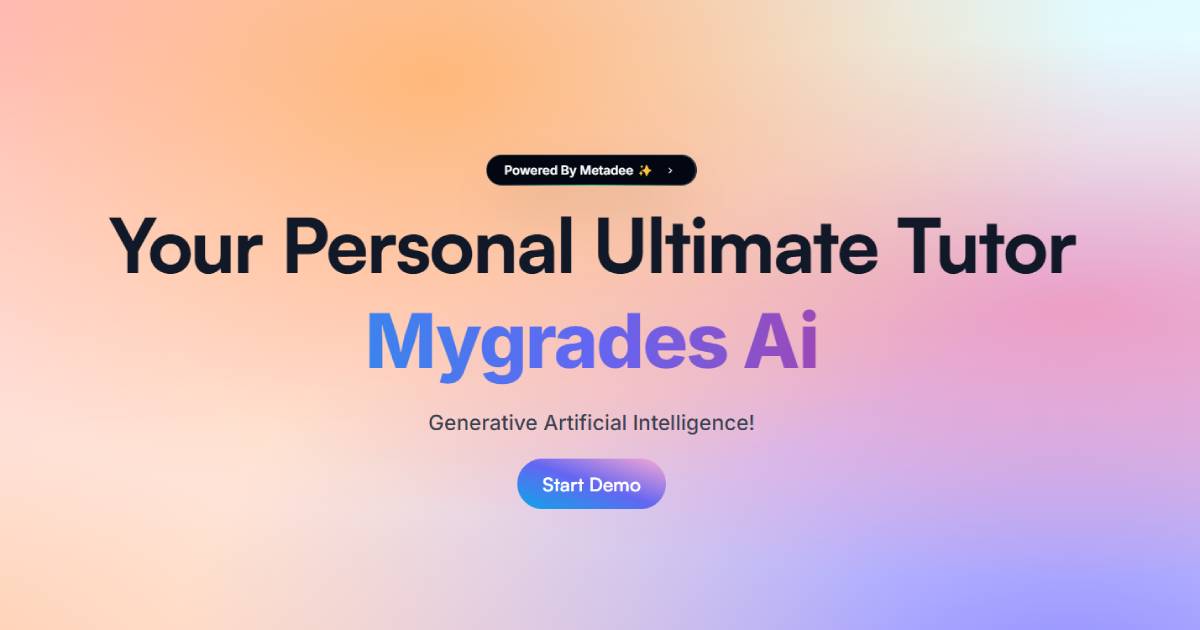 Powered By Metadee ✨ ›
Your Personal Ultimate Tutor
Mygrades Ai
Generative Artificial Intelligence!
Start Demo